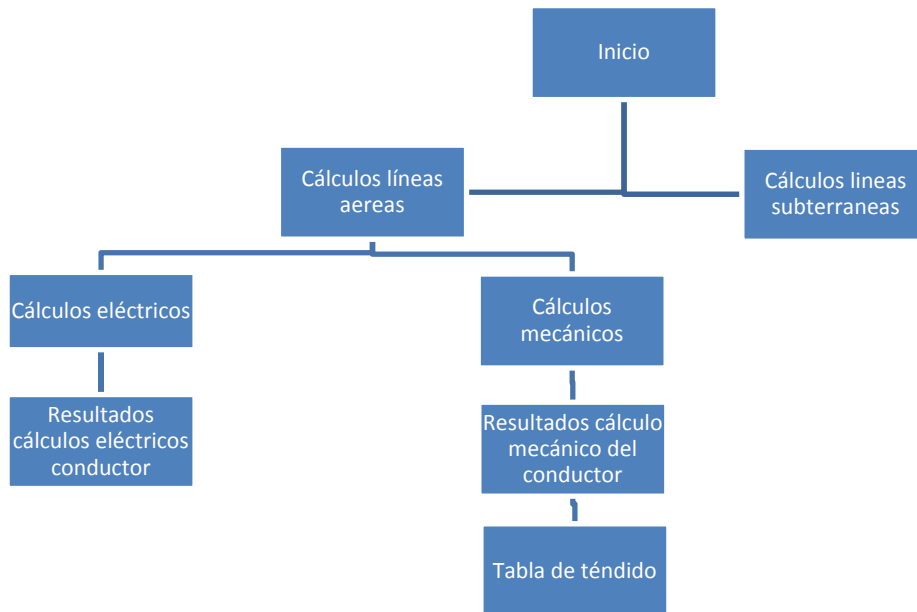 Inicio
Cálculos líneas
aereas
Cálculos lineas
subterraneas
Cálculos eléctricos
Cálculos
mecánicos
Resultados
cálculos eléctricos
conductor
Resultados cálculo
mecánico del
conductor
Tabla de téndido